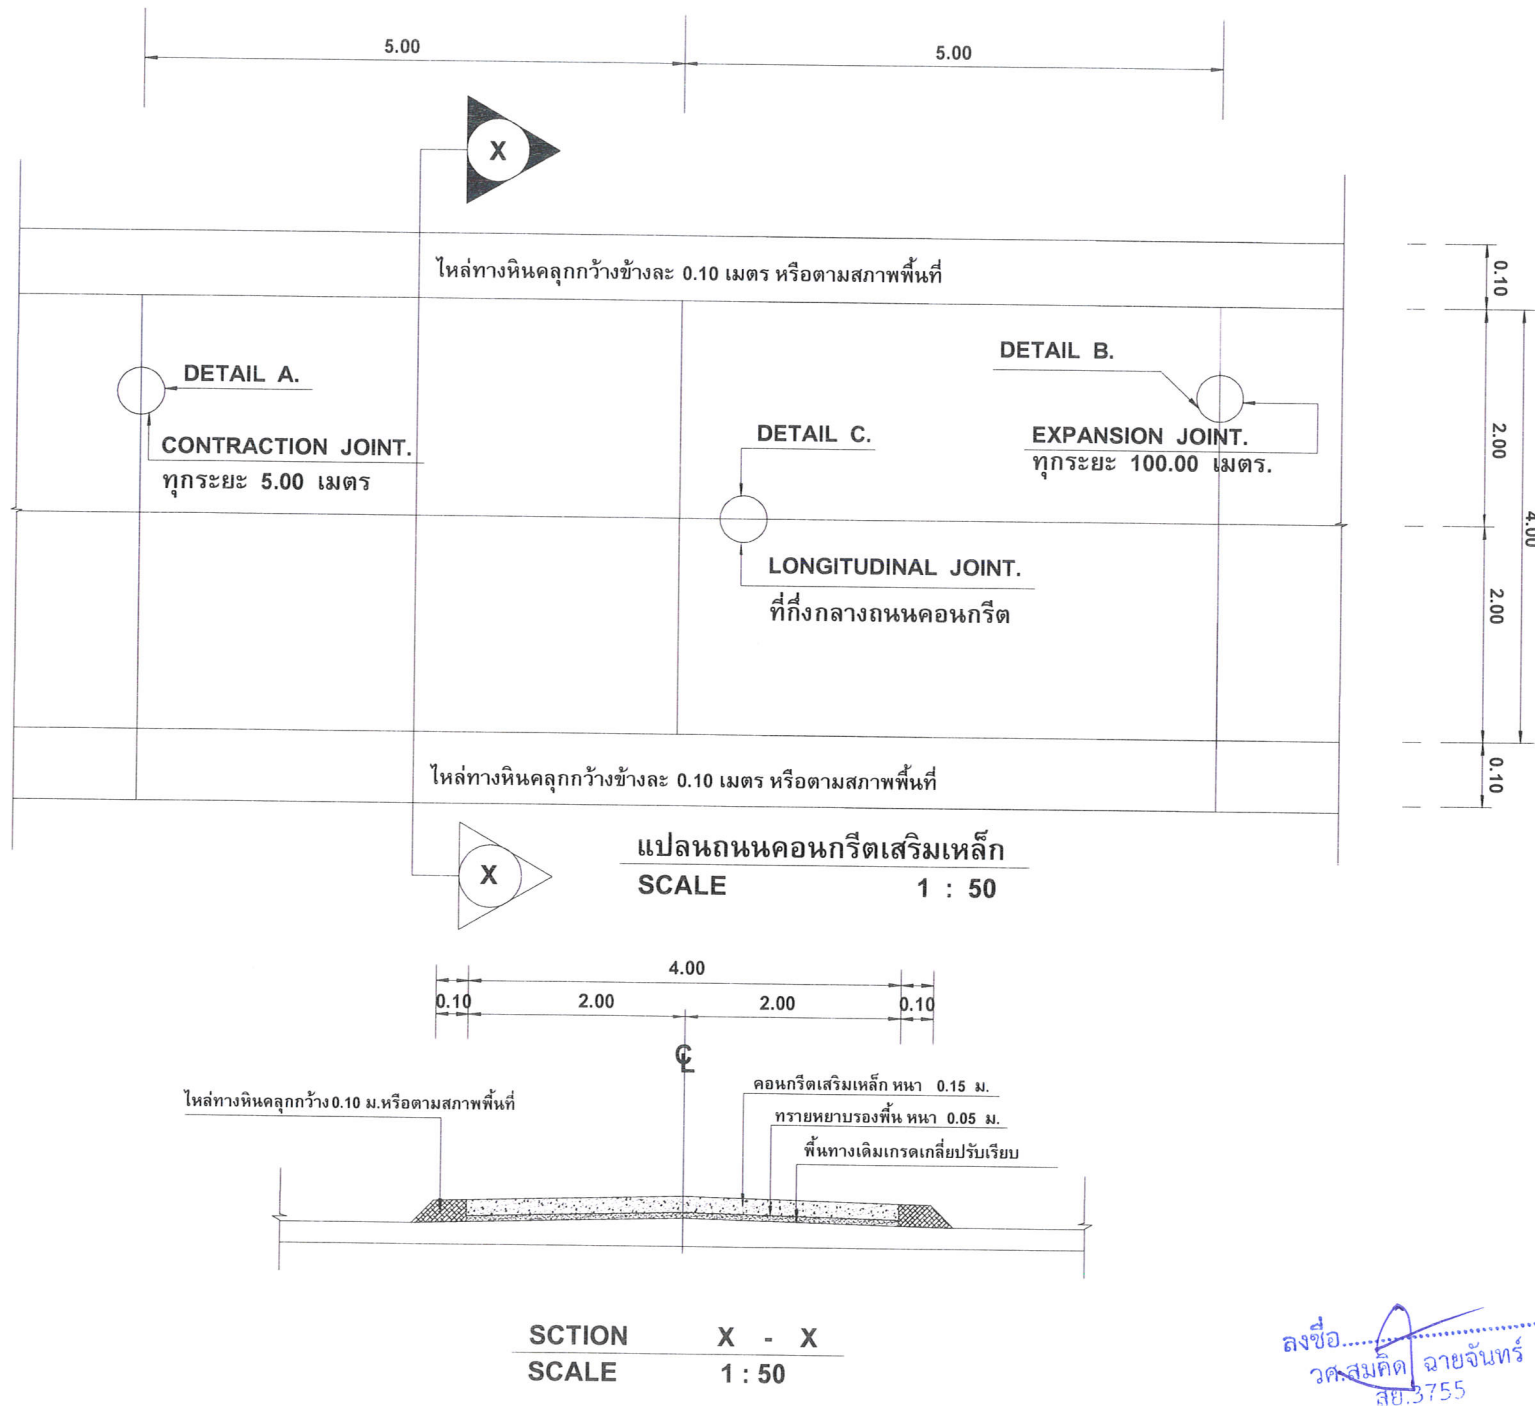 5.00
5.00
X
ไหล่ทางหินคลุกกว้างข้างละ 0.10 เมตร หรือตามสภาพพื้นที่
0.10
DETAIL A.
CONTRACTION JOINT.
ทุกระยะ 5.00 เมตร
DETAIL B.
EXPANSION JOINT.
ทุกระยะ 100.00 เมตร.
DETAIL C.
LONGITUDINAL JOINT.
ที่กึ่งกลางถนนคอนกรีต
2.00
4.00
2.00
0.10
ไหล่ทางหินคลุกกว้างข้างละ 0.10 เมตร หรือตามสภาพพื้นที่
X
แปลนถนนคอนกรีตเสริมเหล็ก
SCALE 1 : 50
4.00
0.10 2.00 2.00 0.10
℄
ไหล่ทางหินคลุกกว้าง 0.10 ม.หรือตามสภาพพื้นที่
คอนกรีตเสริมเหล็ก หนา 0.15 ม.
ทรายหยาบรองพื้น หนา 0.05 ม.
พื้นทางเดิมเกรดเกลี่ยปรับเรียบ
SCTION X - X
SCALE 1 : 50
ลงชื่อ
วศ.สมคิด ฉายจันทร์
สย.3755